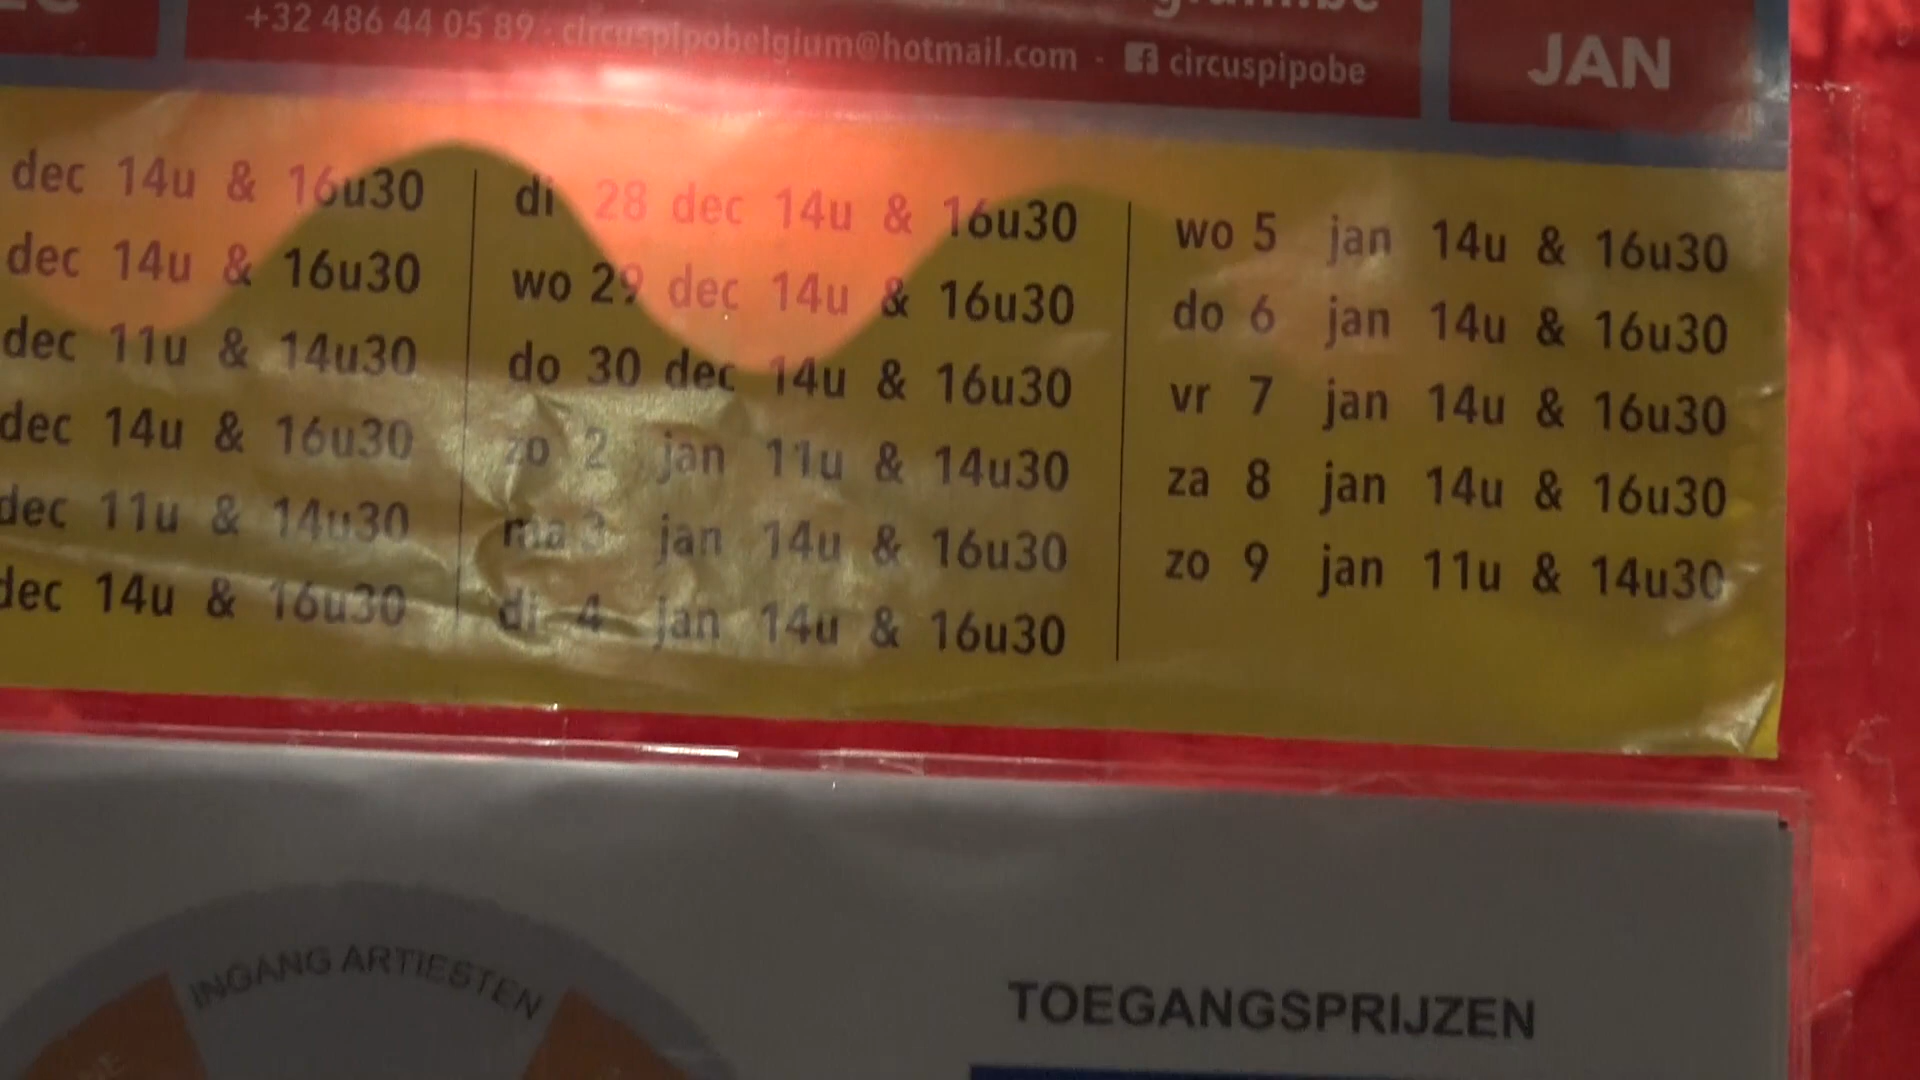 +32 486 44 05 89 - circuspipobelgium@hotmail.com - circuspipobe
JAN
dec 14u & 16u30
dec 14u & 16u30
dec 11u & 14u30
dec 14u & 16u30
dec 11u & 14u30
dec 14u & 16u30
di 28 dec 14u & 16u30
wo 29 dec 14u & 16u30
do 30 dec 14u & 16u30
zo 2 jan 11u & 14u30
ma 3 jan 14u & 16u30
di 4 jan 14u & 16u30
wo 5 jan 14u & 16u30
do 6 jan 14u & 16u30
vr 7 jan 14u & 16u30
za 8 jan 14u & 16u30
zo 9 jan 11u & 14u30
INGANG ARTIESTEN
TOEGANGSPRIJZEN